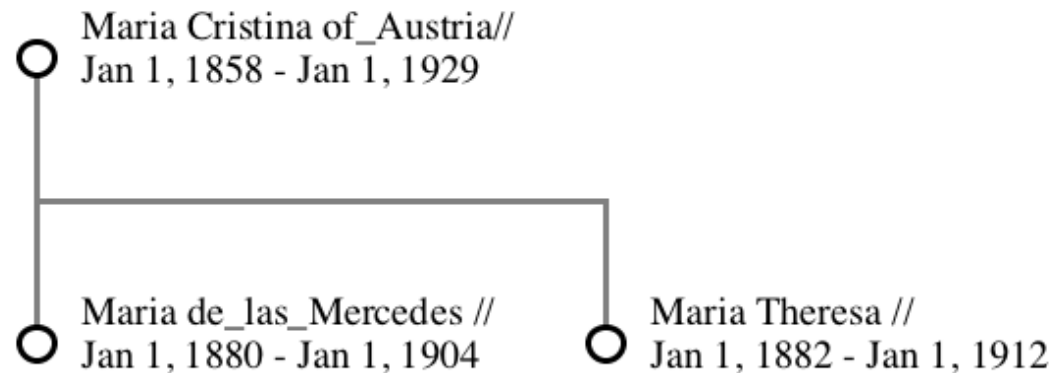 Maria Cristina of_Austria//
Jan 1, 1858 - Jan 1, 1929
Maria de_las_Mercedes //
Jan 1, 1880 - Jan 1, 1904
Maria Theresa //
Jan 1, 1882 - Jan 1, 1912